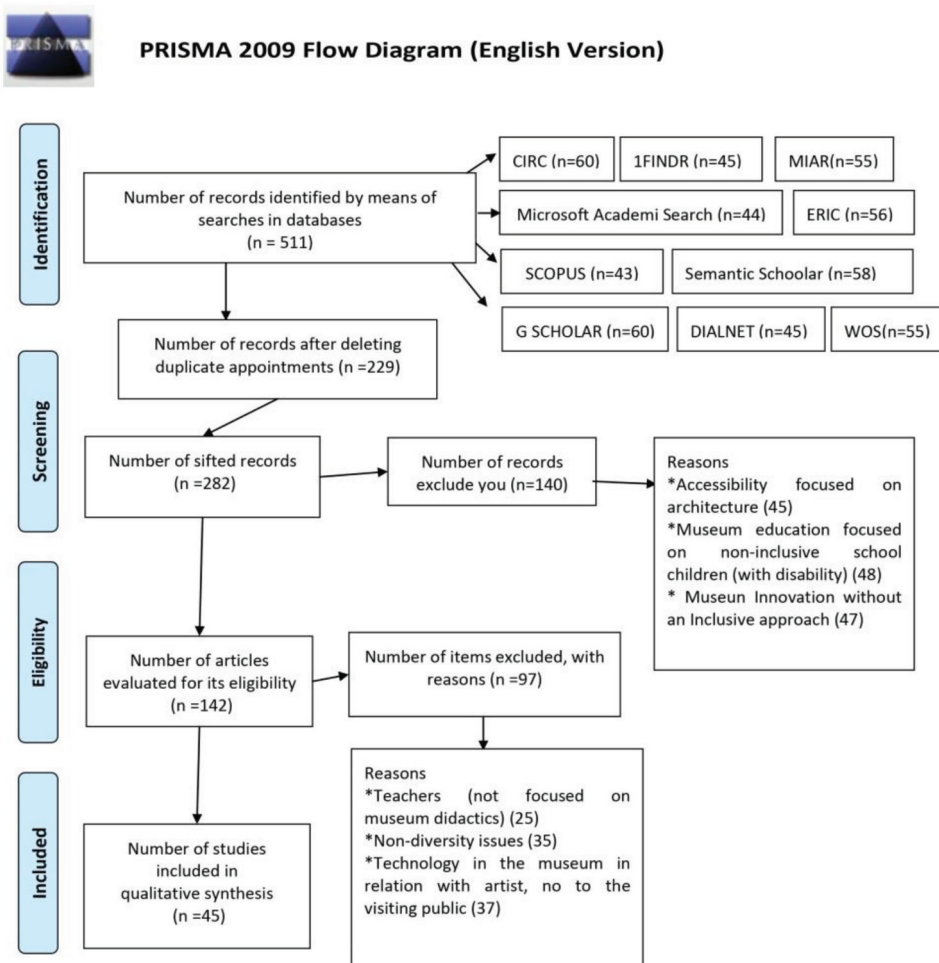 PRISMA
PRISMA 2009 Flow Diagram (English Version)
Identification
Number of records identified by means of
searches in databases
(n = 511)
CIRC (n=60)
1FINDR (n=45)
MIAR(n=55)
Microsoft Academi Search (n=44)
ERIC (n=56)
SCOPUS (n=43)
Semantic Schoolar (n=58)
G SCHOLAR (n=60)
DIALNET (n=45)
WOS(n=55)
Number of records after deleting
duplicate appointments (n =229)
Screening
Number of sifted records
(n =282)
Number of records
exclude you (n=140)
Reasons
*Accessibility focused on
architecture (45)
*Museum education focused
on non-inclusive school
children (with disability) (48)
* Museun Innovation without
an Inclusive approach (47)
Eligibility
Number of articles
evaluated for its eligibility
(n =142)
Number of items excluded, with
reasons (n =97)
Reasons
*Teachers (not focused on
museum didactics) (25)
*Non-diversity issues (35)
*Technology in the museum in
relation with artist, no to the
visiting public (37)
Included
Number of studies
included in
qualitative synthesis
(n =45)